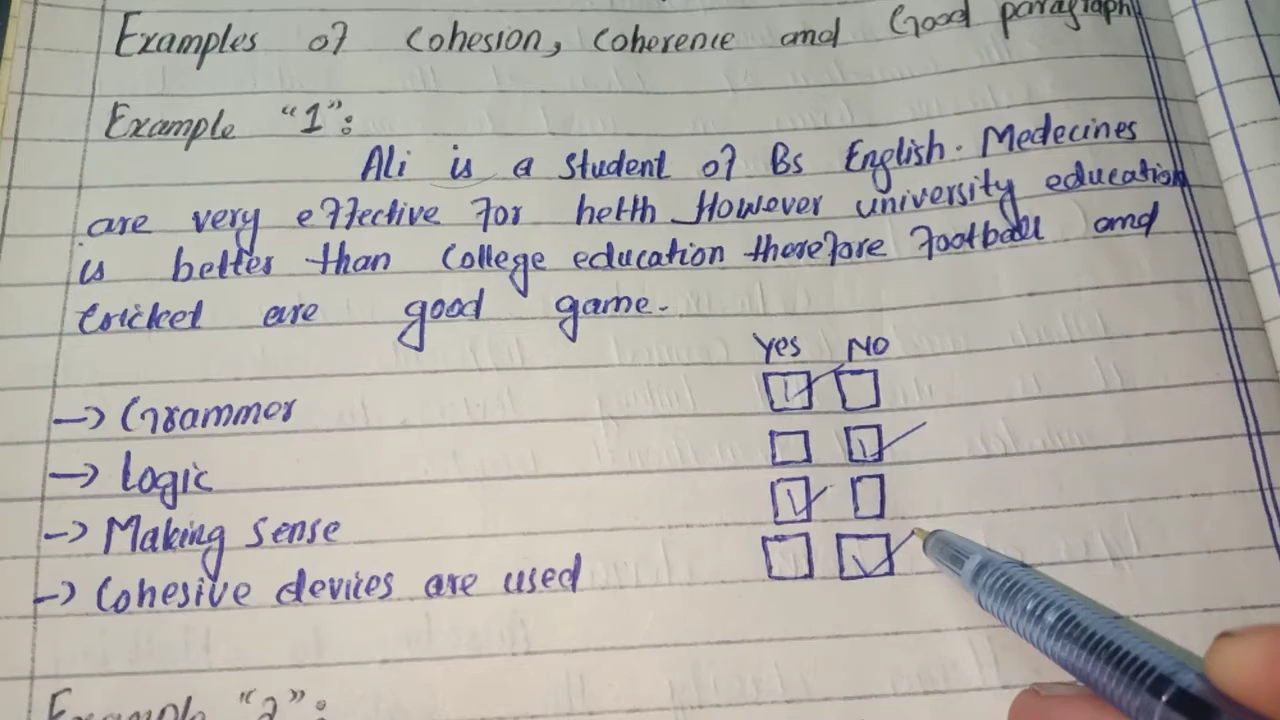 Examples of Cohesion, Coherence and Good paragraph
Example "1":
Ali is a student of Bs English. Medecines
are very effective for helth However university education
is better than College education therefore football and
Cricket are good game.
Yes No
→ Grammer
→ Logic
→ Making sense
→ Cohesive devices are used
Example "2":